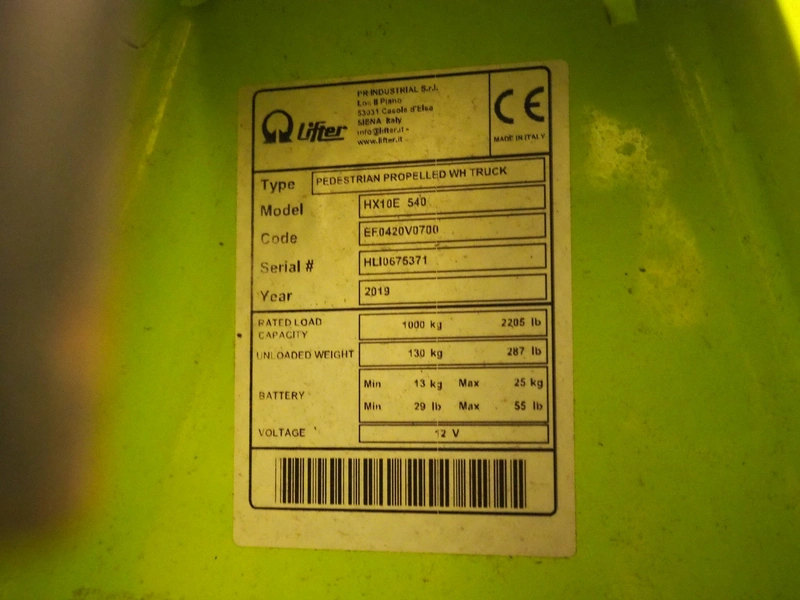 Lifter
PR INDUSTRIAL S.r.l.
Loc. Il Piano
53031 Casole d'Elsa
SIENA Italy
info@lifter.it -
www.lifter.it
CE
MADE IN ITALY
Type PEDESTRIAN PROPELLED WH TRUCK
Model HX10E 540
Code EF0420V0700
Serial # HLI0675371
Year 2019
RATED LOAD CAPACITY 1000 kg 2205 lb
UNLOADED WEIGHT 130 kg 287 lb
BATTERY
Min 13 kg Max 25 kg
Min 29 lb Max 55 lb
VOLTAGE 12 V